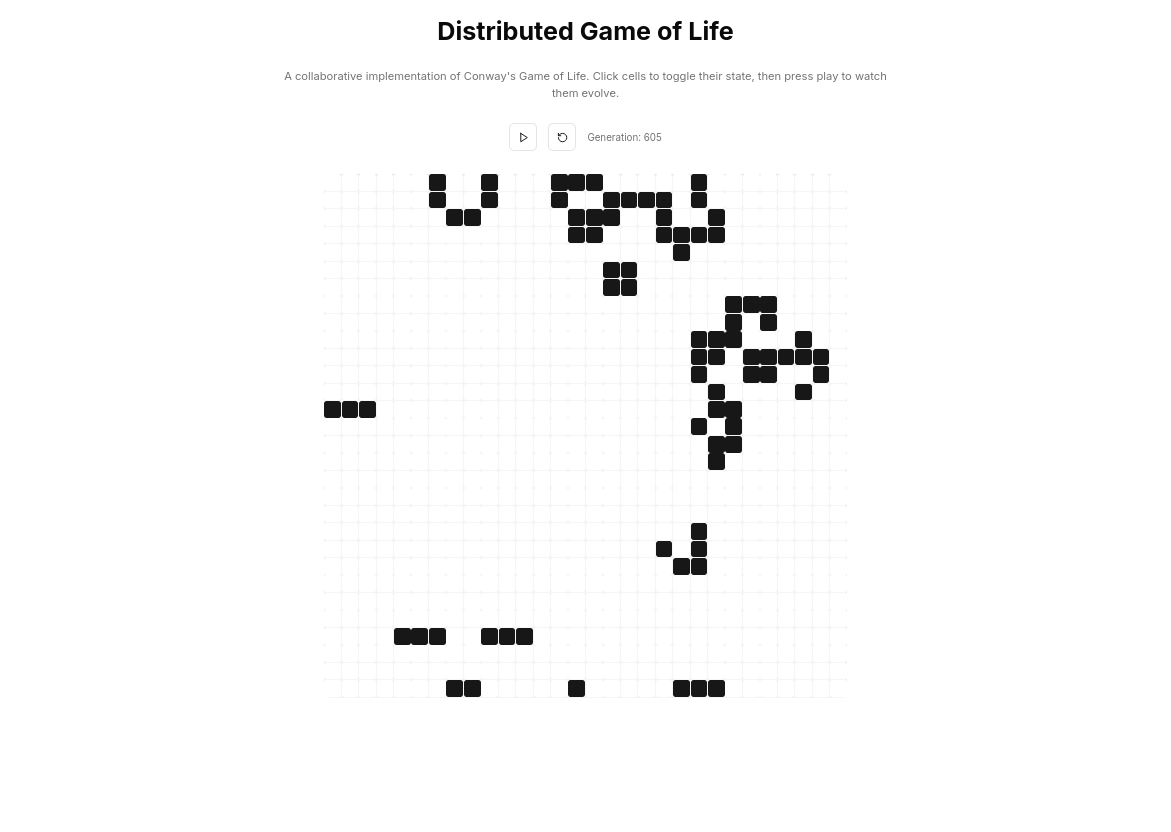 Distributed Game of Life
A collaborative implementation of Conway's Game of Life. Click cells to toggle their state, then press play to watch
them evolve.
Generation: 605